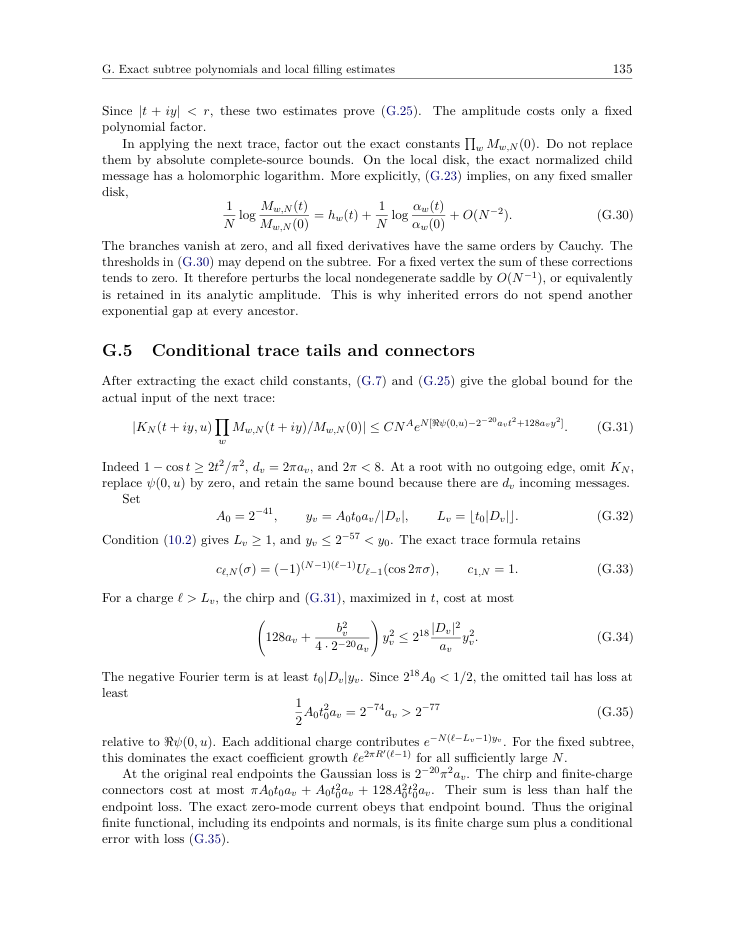 G. Exact subtree polynomials and local filling estimates 135
Since |t + iy| < r, these two estimates prove (G.25). The amplitude costs only a fixed
polynomial factor.
In applying the next trace, factor out the exact constants ∏_w M_{w,N}(0). Do not replace
them by absolute complete-source bounds. On the local disk, the exact normalized child
message has a holomorphic logarithm. More explicitly, (G.23) implies, on any fixed smaller
disk,
\frac{1}{N} \log \frac{M_{w,N}(t)}{M_{w,N}(0)} = h_w(t) + \frac{1}{N} \log \frac{α_w(t)}{α_w(0)} + O(N^{-2}). (G.30)
The branches vanish at zero, and all fixed derivatives have the same orders by Cauchy. The
thresholds in (G.30) may depend on the subtree. For a fixed vertex the sum of these corrections
tends to zero. It therefore perturbs the local nondegenerate saddle by O(N^{-1}), or equivalently
is retained in its analytic amplitude. This is why inherited errors do not spend another
exponential gap at every ancestor.
G.5 Conditional trace tails and connectors
After extracting the exact child constants, (G.7) and (G.25) give the global bound for the
actual input of the next trace:
|K_N(t + iy, u) ∏_w M_{w,N}(t + iy)/M_{w,N}(0)| ≤ CN^A e^{N[ℜψ(0,u)−2^{−20}a_v t^2+128a_v y^2]}. (G.31)
Indeed 1 − cos t ≥ 2t^2/π^2, d_v = 2πa_v, and 2π < 8. At a root with no outgoing edge, omit K_N,
replace ψ(0, u) by zero, and retain the same bound because there are d_v incoming messages.
Set
A_0 = 2^{−41}, y_v = A_0t_0a_v/|D_v|, L_v = ⌊t_0|D_v|⌋. (G.32)
Condition (10.2) gives L_v ≥ 1, and y_v ≤ 2^{−57} < y_0. The exact trace formula retains
c_{ℓ,N}(σ) = (−1)^{(N−1)(ℓ−1)}U_{ℓ−1}(cos 2πσ), c_{1,N} = 1. (G.33)
For a charge ℓ > L_v, the chirp and (G.31), maximized in t, cost at most
\left(128a_v + \frac{b_v^2}{4 · 2^{−20}a_v}\right) y_v^2 ≤ 2^{18} \frac{|D_v|^2}{a_v} y_v^2. (G.34)
The negative Fourier term is at least t_0|D_v|y_v. Since 2^{18}A_0 < 1/2, the omitted tail has loss at
least
\frac{1}{2} A_0t_0^2a_v = 2^{−74}a_v > 2^{−77} (G.35)
relative to ℜψ(0, u). Each additional charge contributes e^{−N(ℓ−L_v−1)y_v}. For the fixed subtree,
this dominates the exact coefficient growth ℓe^{2πR′(ℓ−1)} for all sufficiently large N.
At the original real endpoints the Gaussian loss is 2^{−20}π^2a_v. The chirp and finite-charge
connectors cost at most πA_0t_0a_v + A_0t_0^2a_v + 128A_0^2t_0^2a_v. Their sum is less than half the
endpoint loss. The exact zero-mode current obeys that endpoint bound. Thus the original
finite functional, including its endpoints and normals, is its finite charge sum plus a conditional
error with loss (G.35).